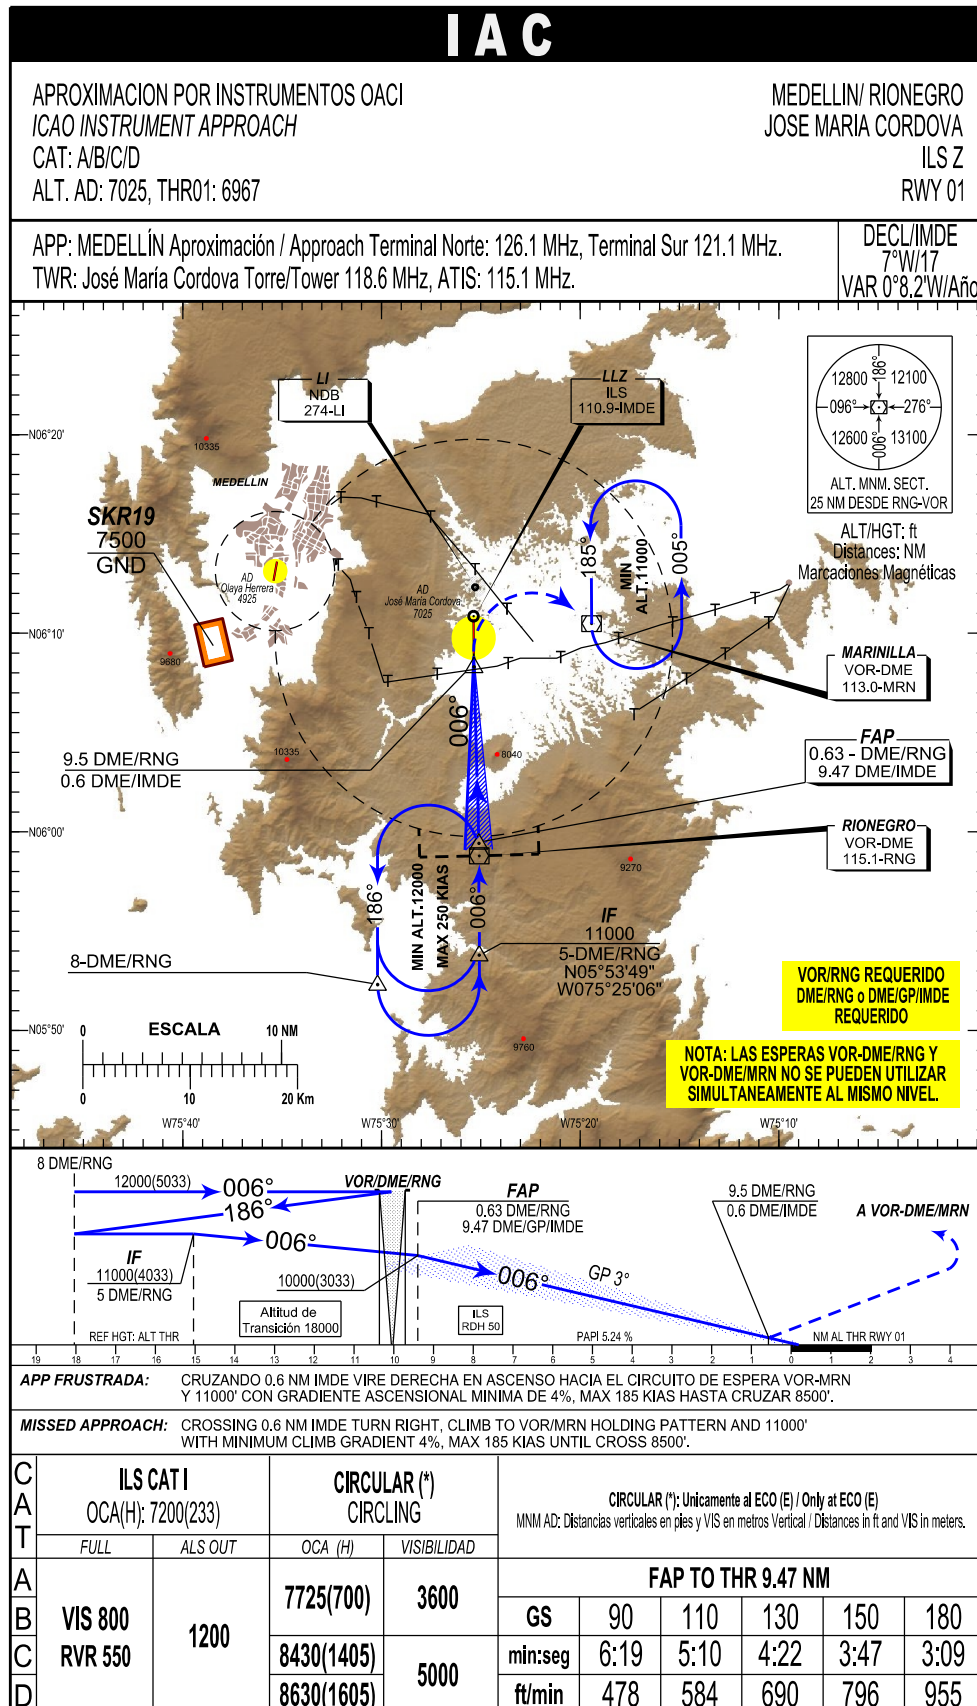 IAC
APROXIMACION POR INSTRUMENTOS OACI
ICAO INSTRUMENT APPROACH
CAT: A/B/C/D
ALT. AD: 7025, THR01: 6967
MEDELLIN/ RIONEGRO
JOSE MARIA CORDOVA
ILS Z
RWY 01
APP: MEDELLÍN Aproximación / Approach Terminal Norte: 126.1 MHz, Terminal Sur 121.1 MHz.
TWR: José María Cordova Torre/Tower 118.6 MHz, ATIS: 115.1 MHz.
DECL/IMDE
7°W/17
VAR 0°8.2'W/Año
LI
NDB
274-LI
LLZ
ILS
110.9-IMDE
12800 186° 12100
096° 276°
12600 006° 13100
ALT. MNM. SECT.
25 NM DESDE RNG-VOR
ALT/HGT: ft
Distances: NM
Marcaciones Magnéticas
N06°20'
10335
MEDELLIN
SKR19
7500
GND
AD
Olaya Herrera
4925
AD
José María Cordova
7025
185°
MIN
ALT.11000
005°
N06°10'
9680
MARINILLA
VOR-DME
113.0-MRN
006°
FAP
0.63 - DME/RNG
9.47 DME/IMDE
10335
8040
9.5 DME/RNG
0.6 DME/IMDE
N06°00'
RIONEGRO
VOR-DME
115.1-RNG
9270
186°
MIN ALT.12000
MAX 250 KIAS
006°
IF
11000
5-DME/RNG
N05°53'49"
W075°25'06"
8-DME/RNG
VOR/RNG REQUERIDO
DME/RNG o DME/GP/IMDE
REQUERIDO
N05°50'
0 ESCALA 10 NM
0 10 20 Km
9760
NOTA: LAS ESPERAS VOR-DME/RNG Y
VOR-DME/MRN NO SE PUEDEN UTILIZAR
SIMULTANEAMENTE AL MISMO NIVEL.
W75°40' W75°30' W75°20' W75°10'
8 DME/RNG
12000(5033) 006°
186°
006°
VOR/DME/RNG
FAP
0.63 DME/RNG
9.47 DME/GP/IMDE
9.5 DME/RNG
0.6 DME/IMDE
A VOR-DME/MRN
IF
11000(4033)
5 DME/RNG
10000(3033)
006°
GP 3°
Altitud de
Transición 18000
ILS
RDH 50
REF HGT: ALT THR
PAPI 5.24 %
NM AL THR RWY 01
19 18 17 16 15 14 13 12 11 10 9 8 7 6 5 4 3 2 1 0 1 2 3 4
APP FRUSTRADA: CRUZANDO 0.6 NM IMDE VIRE DERECHA EN ASCENSO HACIA EL CIRCUITO DE ESPERA VOR-MRN
Y 11000' CON GRADIENTE ASCENSIONAL MINIMA DE 4%, MAX 185 KIAS HASTA CRUZAR 8500'.
MISSED APPROACH: CROSSING 0.6 NM IMDE TURN RIGHT, CLIMB TO VOR/MRN HOLDING PATTERN AND 11000'
WITH MINIMUM CLIMB GRADIENT 4%, MAX 185 KIAS UNTIL CROSS 8500'.
CAT
ILS CAT I
OCA(H): 7200(233)
CIRCULAR (*)
CIRCLING
CIRCULAR (*): Unicamente al ECO (E) / Only at ECO (E)
MNM AD: Distancias verticales en pies y VIS en metros Vertical / Distances in ft and VIS in meters.
FULL ALS OUT OCA (H) VISIBILIDAD
A
B
C
D
VIS 800
RVR 550
1200
7725(700) 3600
8430(1405)
8630(1605)
5000
FAP TO THR 9.47 NM
GS 90 110 130 150 180
min:seg 6:19 5:10 4:22 3:47 3:09
ft/min 478 584 690 796 955